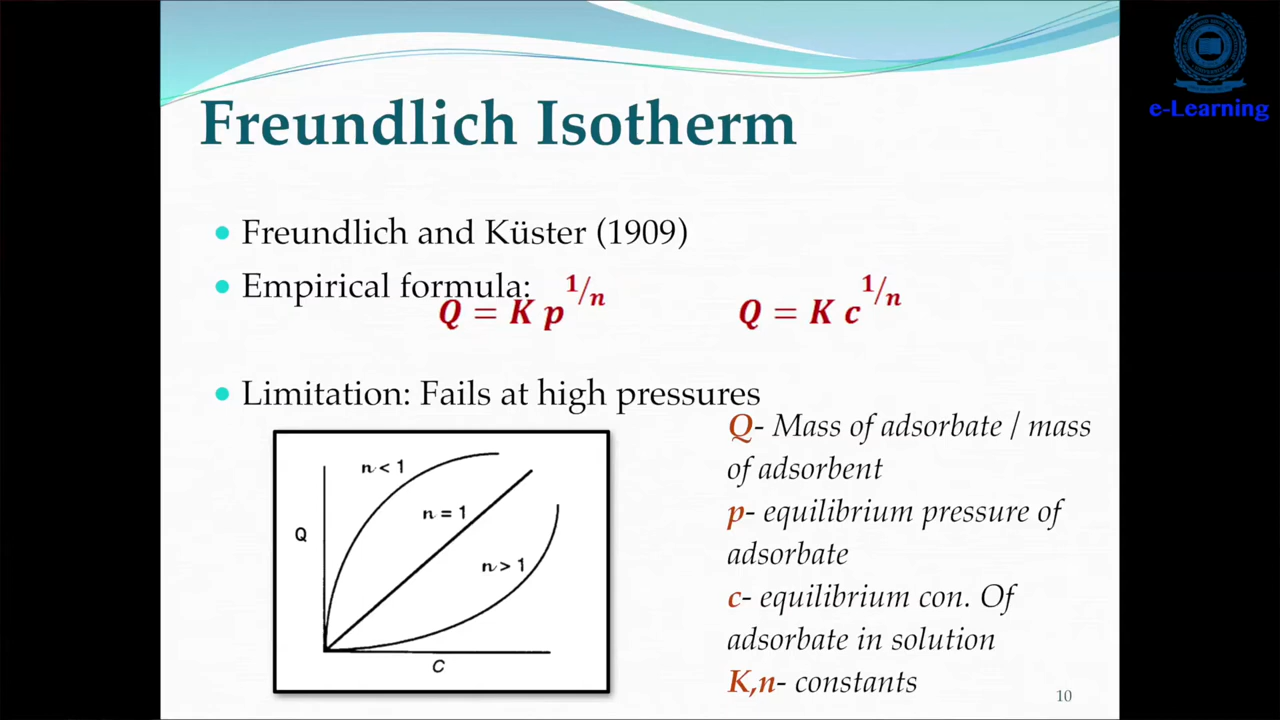 e-Learning
Freundlich Isotherm
• Freundlich and Küster (1909)
• Empirical formula:
Q = K p^1/n
Q = K c^1/n
• Limitation: Fails at high pressures
n < 1
n = 1
n > 1
Q
C
Q- Mass of adsorbate / mass
of adsorbent
p- equilibrium pressure of
adsorbate
c- equilibrium con. Of
adsorbate in solution
K,n- constants
10